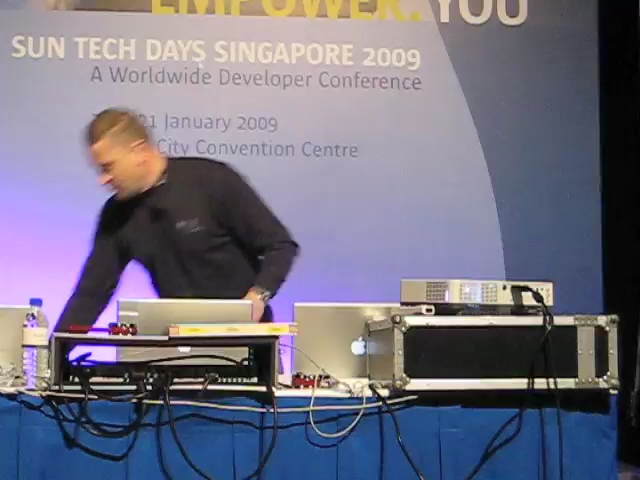 EMPOWER. YOU
SUN TECH DAYS SINGAPORE 2009
A Worldwide Developer Conference
21 January 2009
City Convention Centre